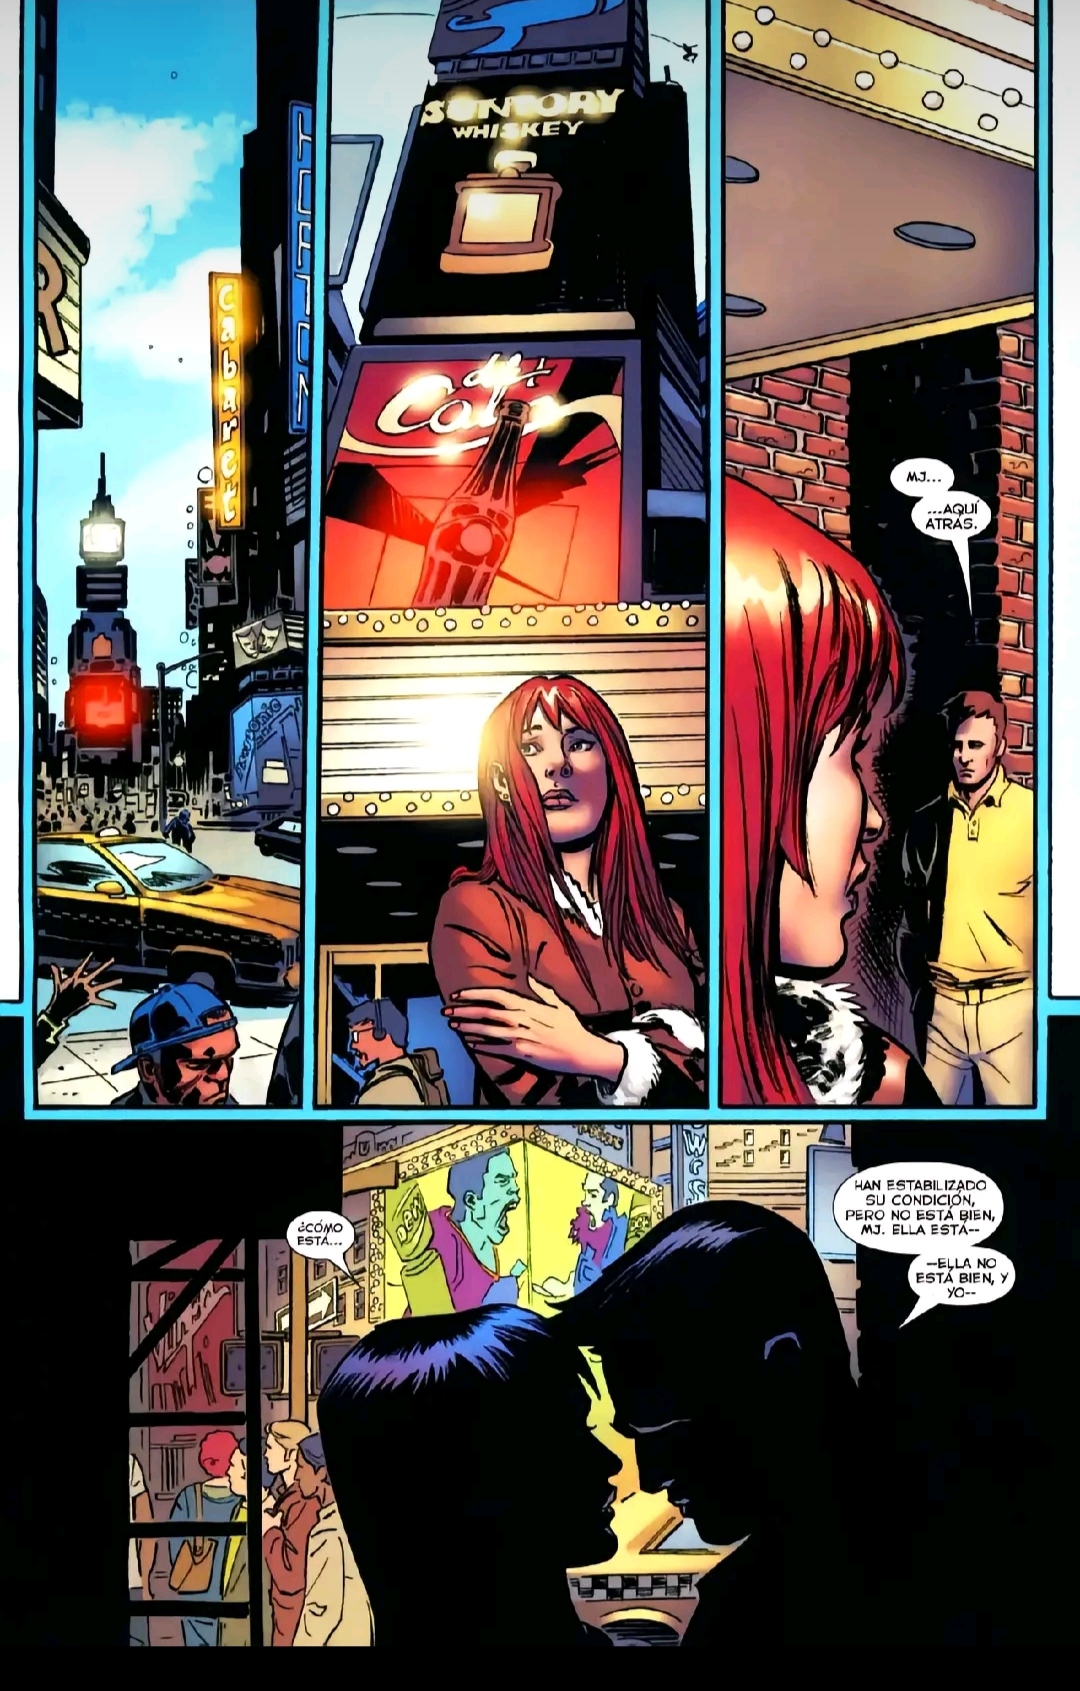 R
Cabaret
SUNTORY
WHISKEY
MJ...
...AQUÍ
ATRÁS.
¿CÓMO
ESTÁ...
HAN ESTABILIZADO
SU CONDICIÓN,
PERO NO ESTÁ BIEN,
MJ. ELLA ESTÁ--
--ELLA NO
ESTÁ BIEN, Y
YO--